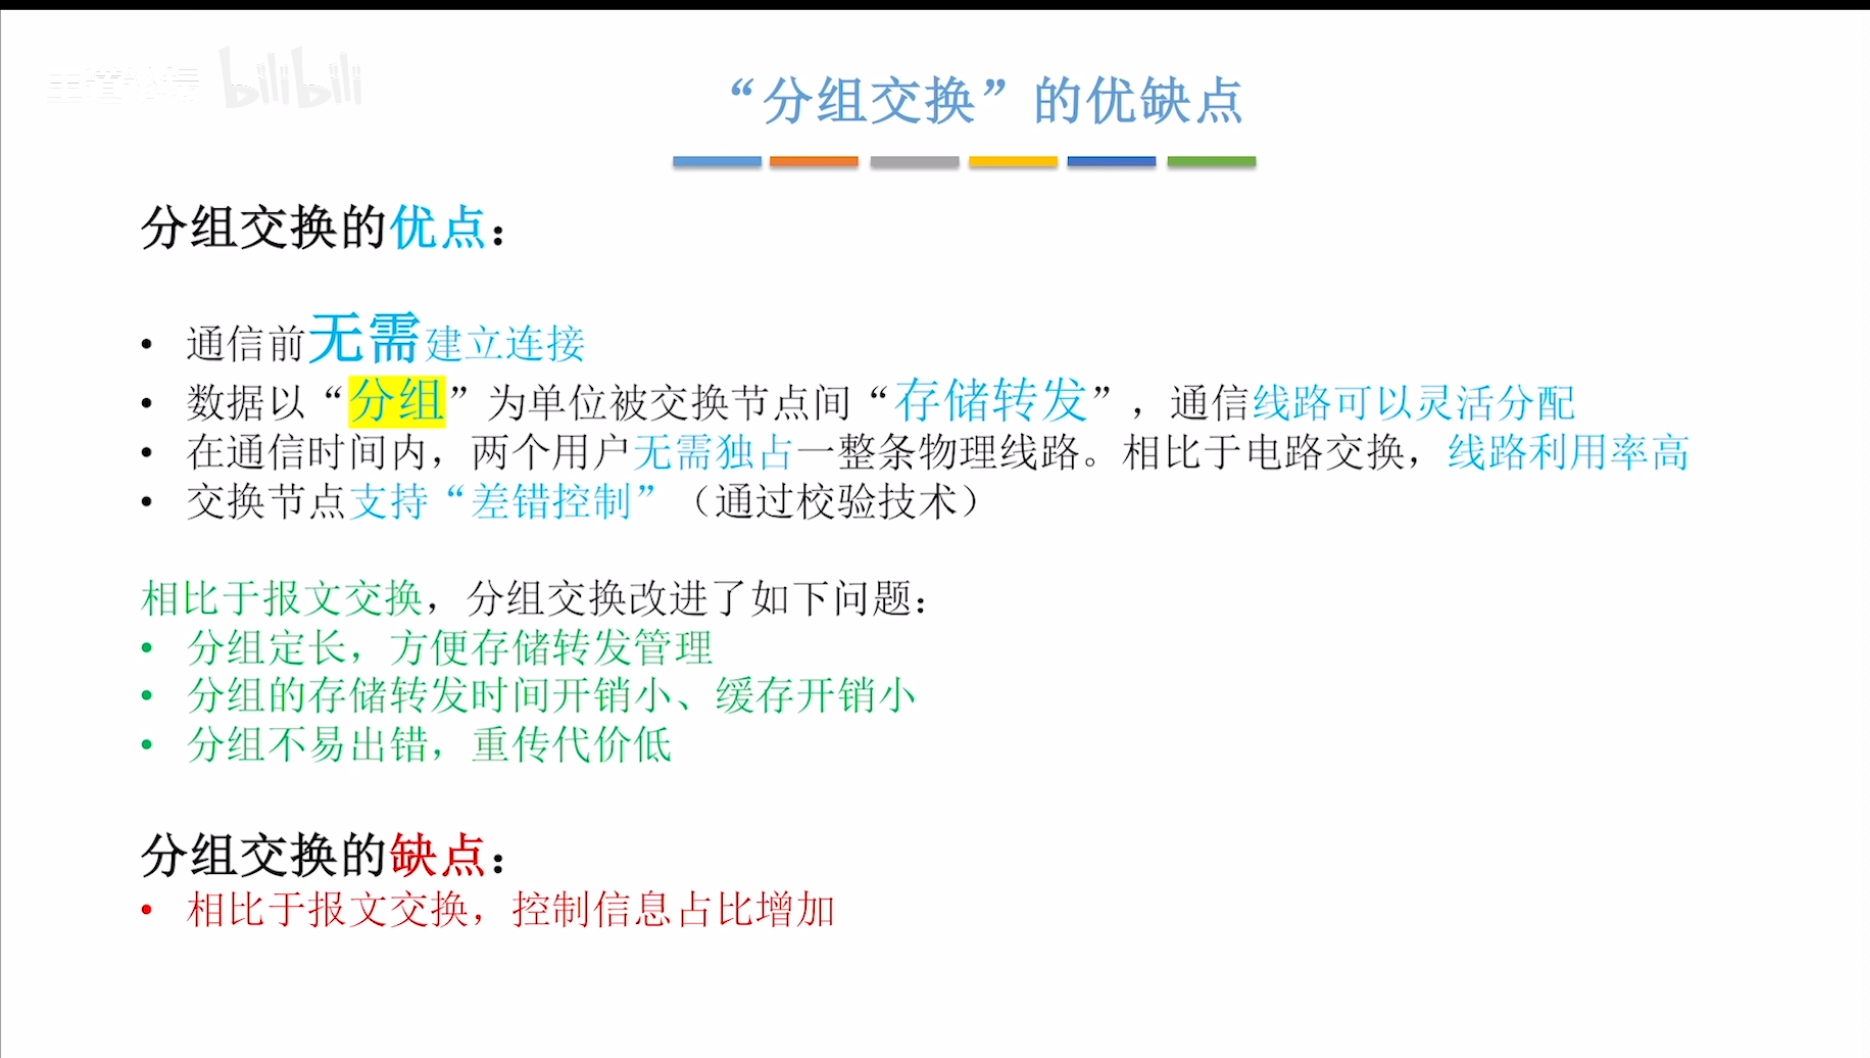 bilibili
“分组交换”的优缺点
分组交换的优点：
• 通信前无需建立连接
• 数据以“分组”为单位被交换节点间“存储转发”，通信线路可以灵活分配
• 在通信时间内，两个用户无需独占一整条物理线路。相比于电路交换，线路利用率高
• 交换节点支持“差错控制”（通过校验技术）
相比于报文交换，分组交换改进了如下问题：
• 分组定长，方便存储转发管理
• 分组的存储转发时间开销小、缓存开销小
• 分组不易出错，重传代价低
分组交换的缺点：
• 相比于报文交换，控制信息占比增加